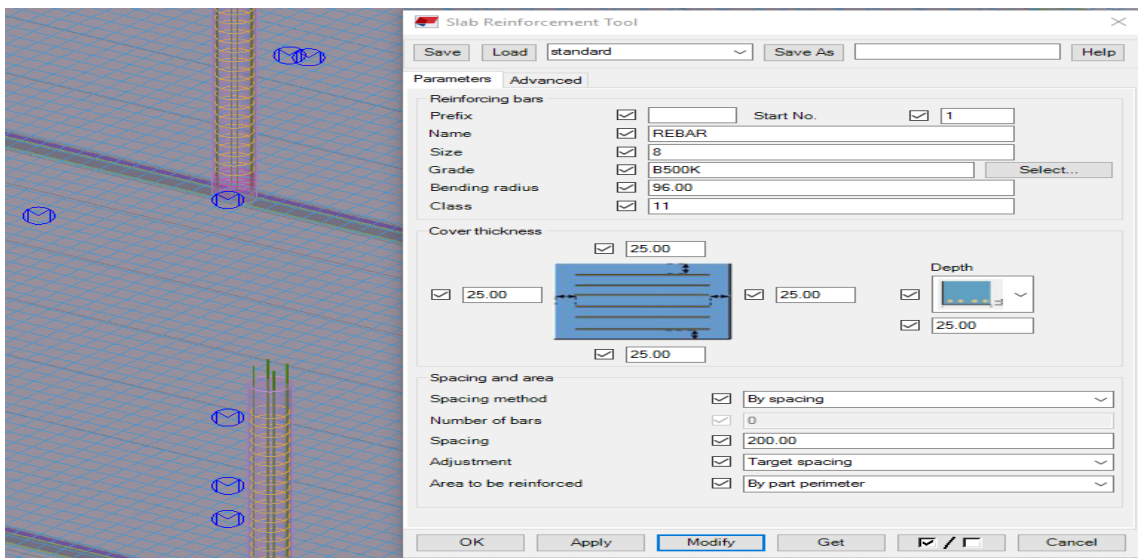 Slab Reinforcement Tool
Save Load standard Save As Help
Parameters Advanced
Reinforcing bars
Prefix Start No. 1
Name REBAR
Size 8
Grade B500K Select...
Bending radius 96.00
Class 11
Cover thickness
25.00
Depth
25.00 25.00
25.00
25.00
Spacing and area
Spacing method By spacing
Number of bars 0
Spacing 200.00
Adjustment Target spacing
Area to be reinforced By part perimeter
OK Apply Modify Get / Cancel